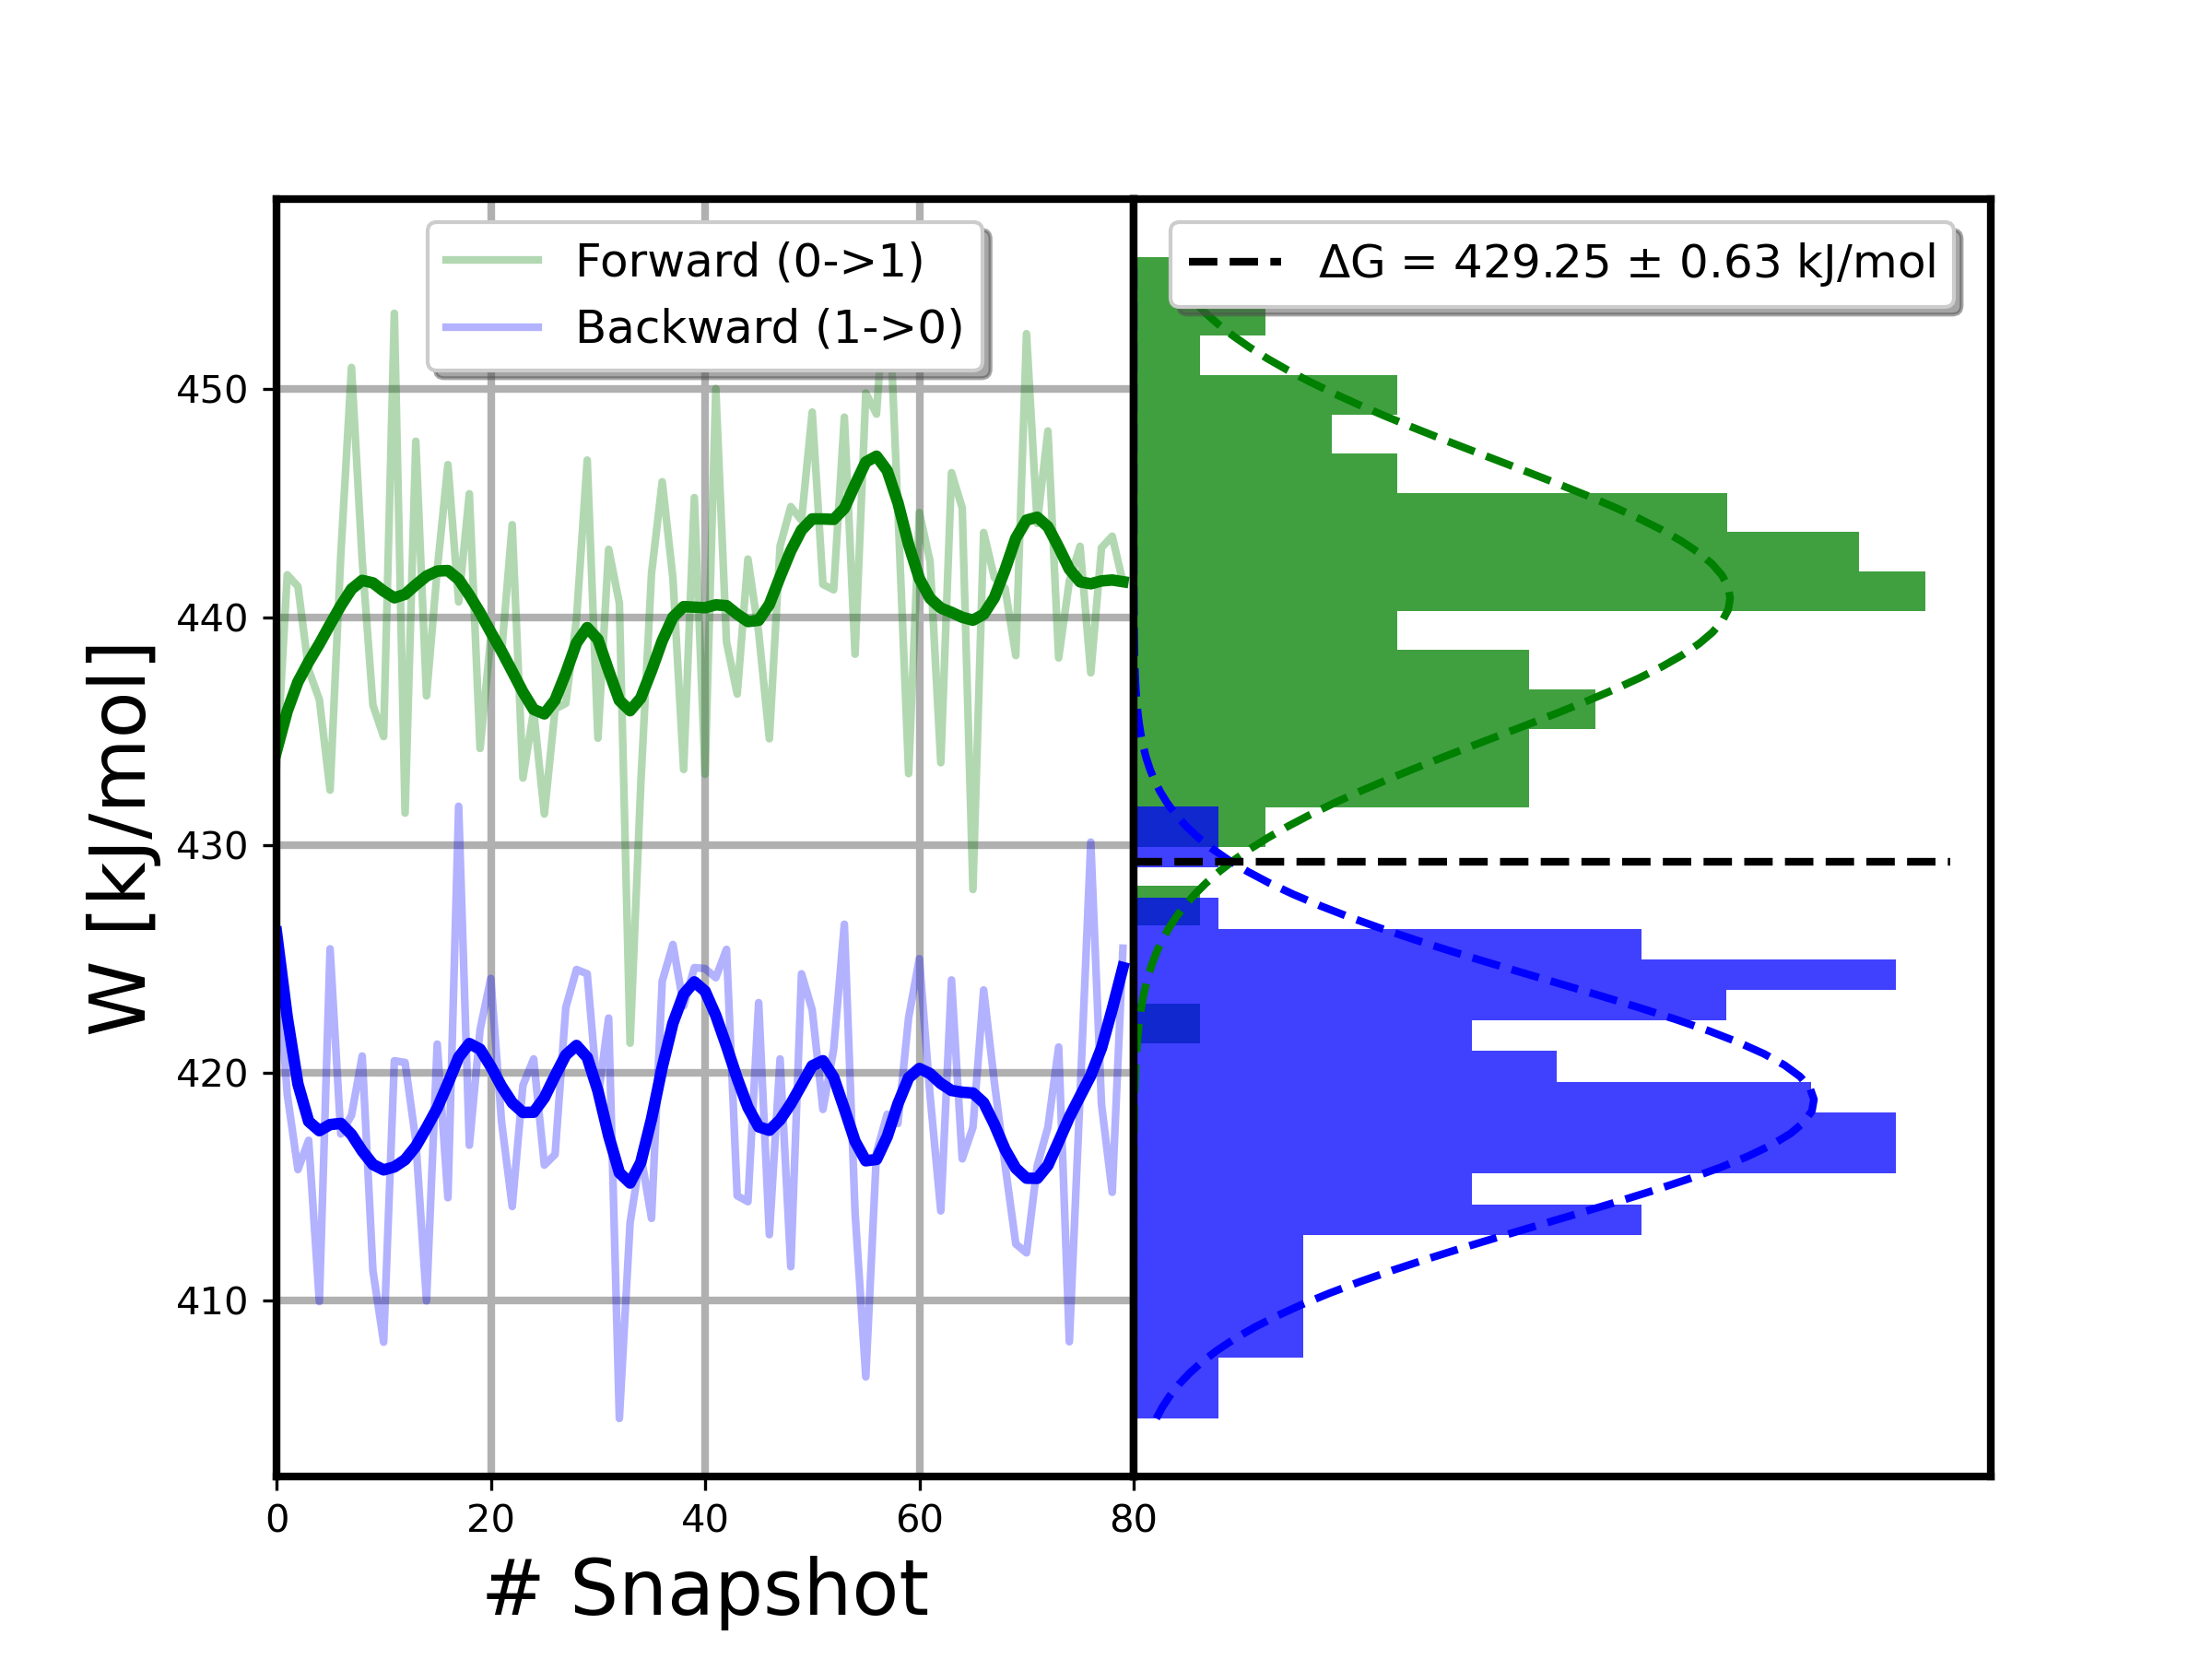 Forward (0->1)
Backward (1->0)
ΔG = 429.25 ± 0.63 kJ/mol
W [kJ/mol]
450
440
430
420
410
0 20 40 60 80
# Snapshot